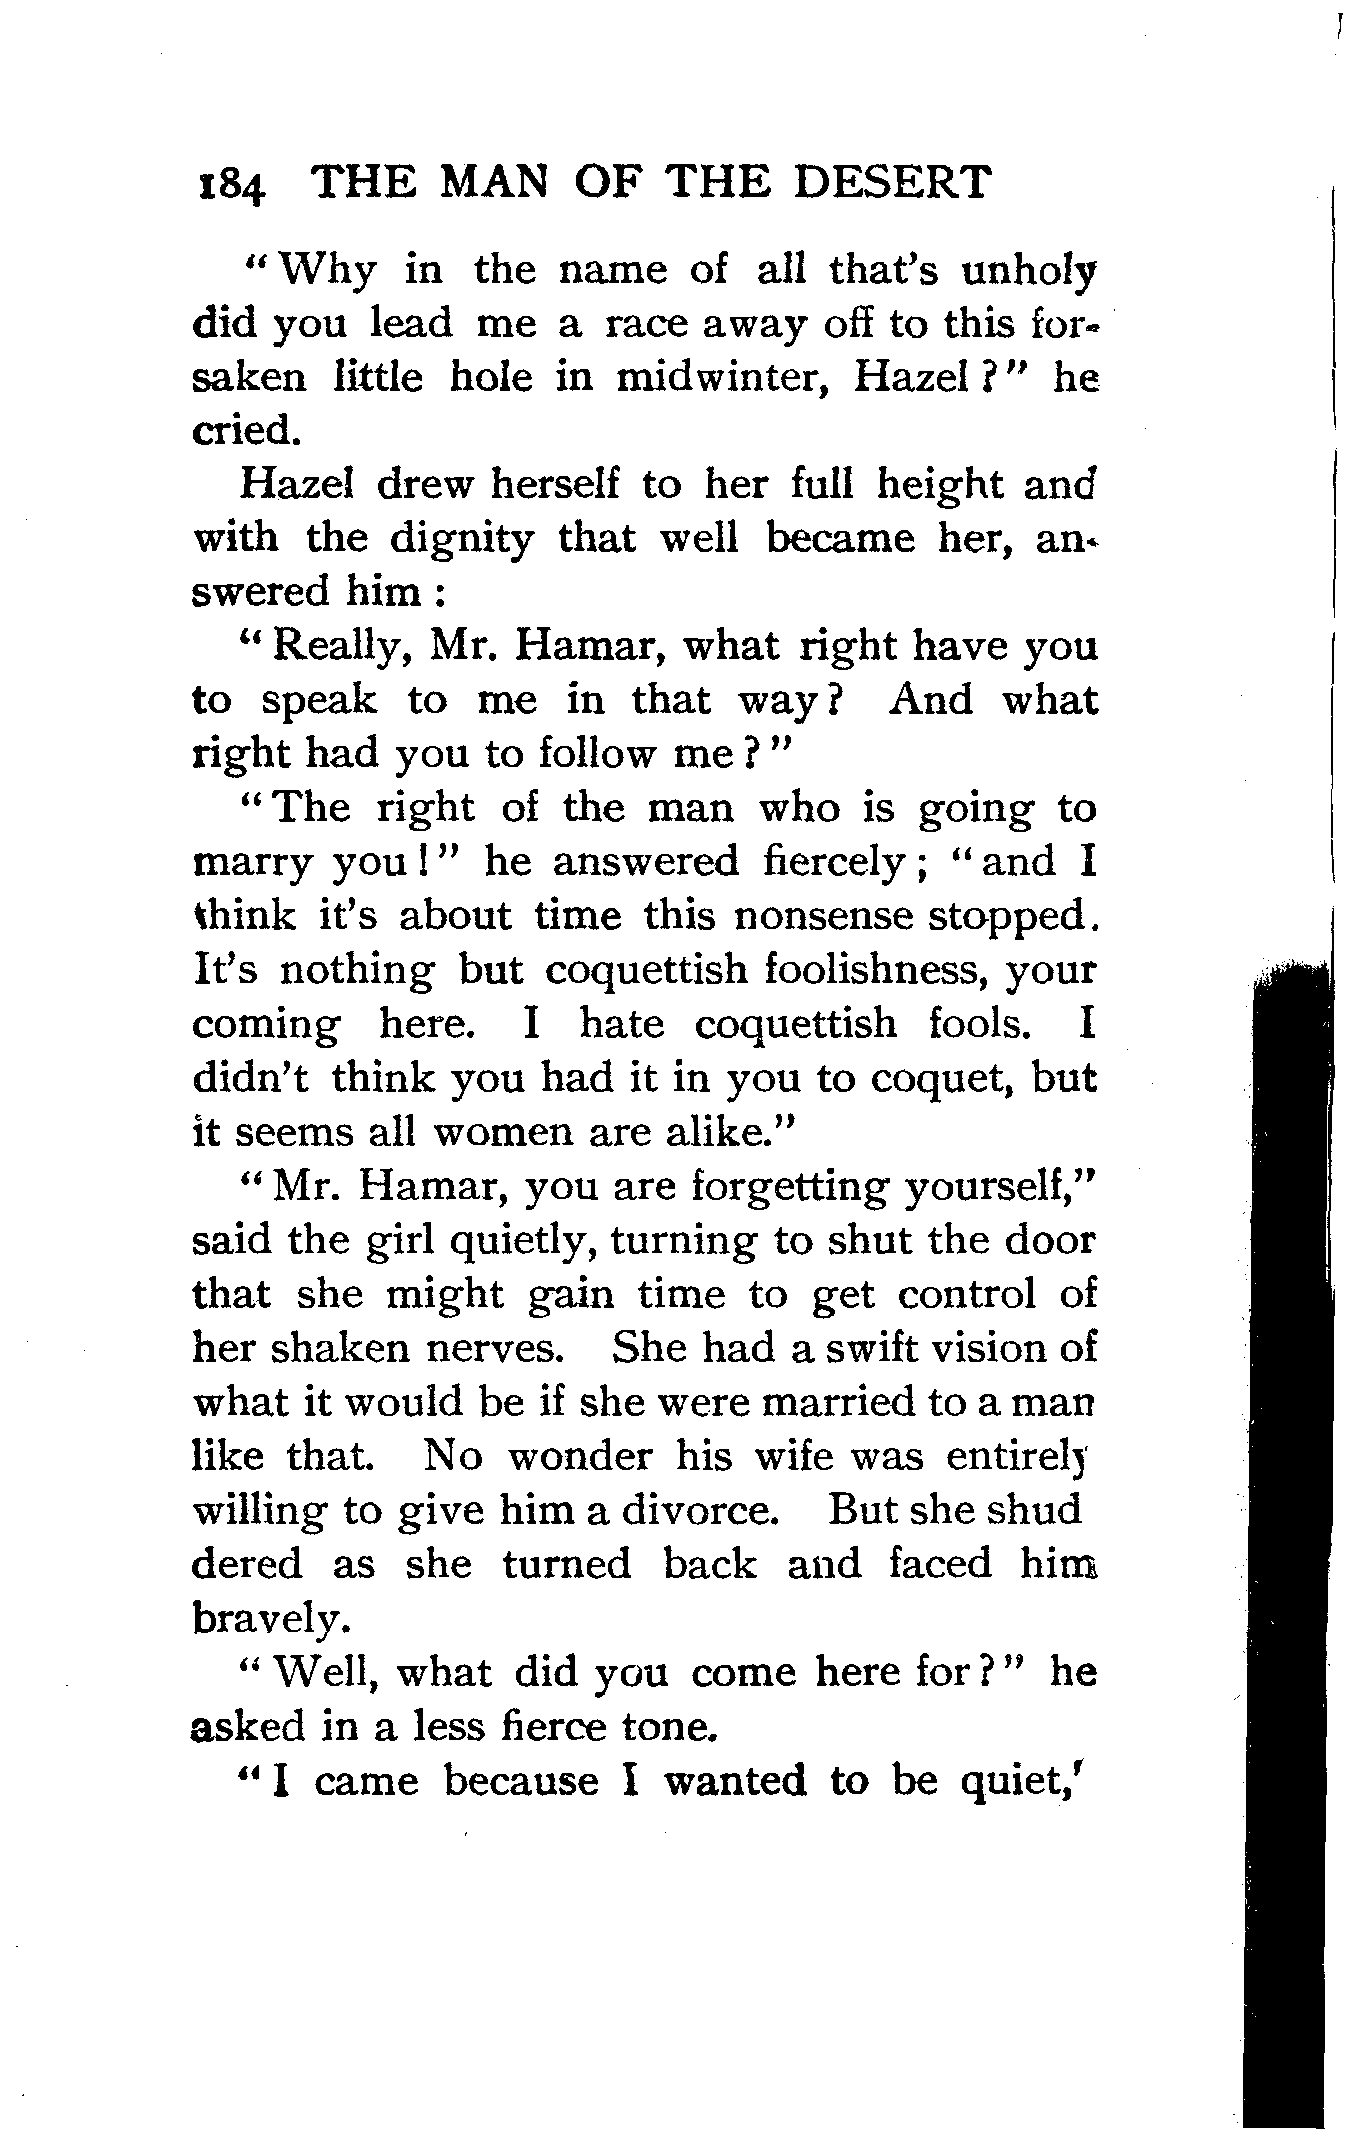 184 THE MAN OF THE DESERT
“Why in the name of all that’s unholy
did you lead me a race away off to this for-
saken little hole in midwinter, Hazel?” he
cried.
Hazel drew herself to her full height and
with the dignity that well became her, an-
swered him :
“Really, Mr. Hamar, what right have you
to speak to me in that way? And what
right had you to follow me?”
“The right of the man who is going to
marry you!” he answered fiercely; “and I
think it’s about time this nonsense stopped.
It’s nothing but coquettish foolishness, your
coming here. I hate coquettish fools. I
didn’t think you had it in you to coquet, but
it seems all women are alike.”
“Mr. Hamar, you are forgetting yourself,”
said the girl quietly, turning to shut the door
that she might gain time to get control of
her shaken nerves. She had a swift vision of
what it would be if she were married to a man
like that. No wonder his wife was entirely
willing to give him a divorce. But she shud
dered as she turned back and faced him
bravely.
“Well, what did you come here for?” he
asked in a less fierce tone.
“I came because I wanted to be quiet,’